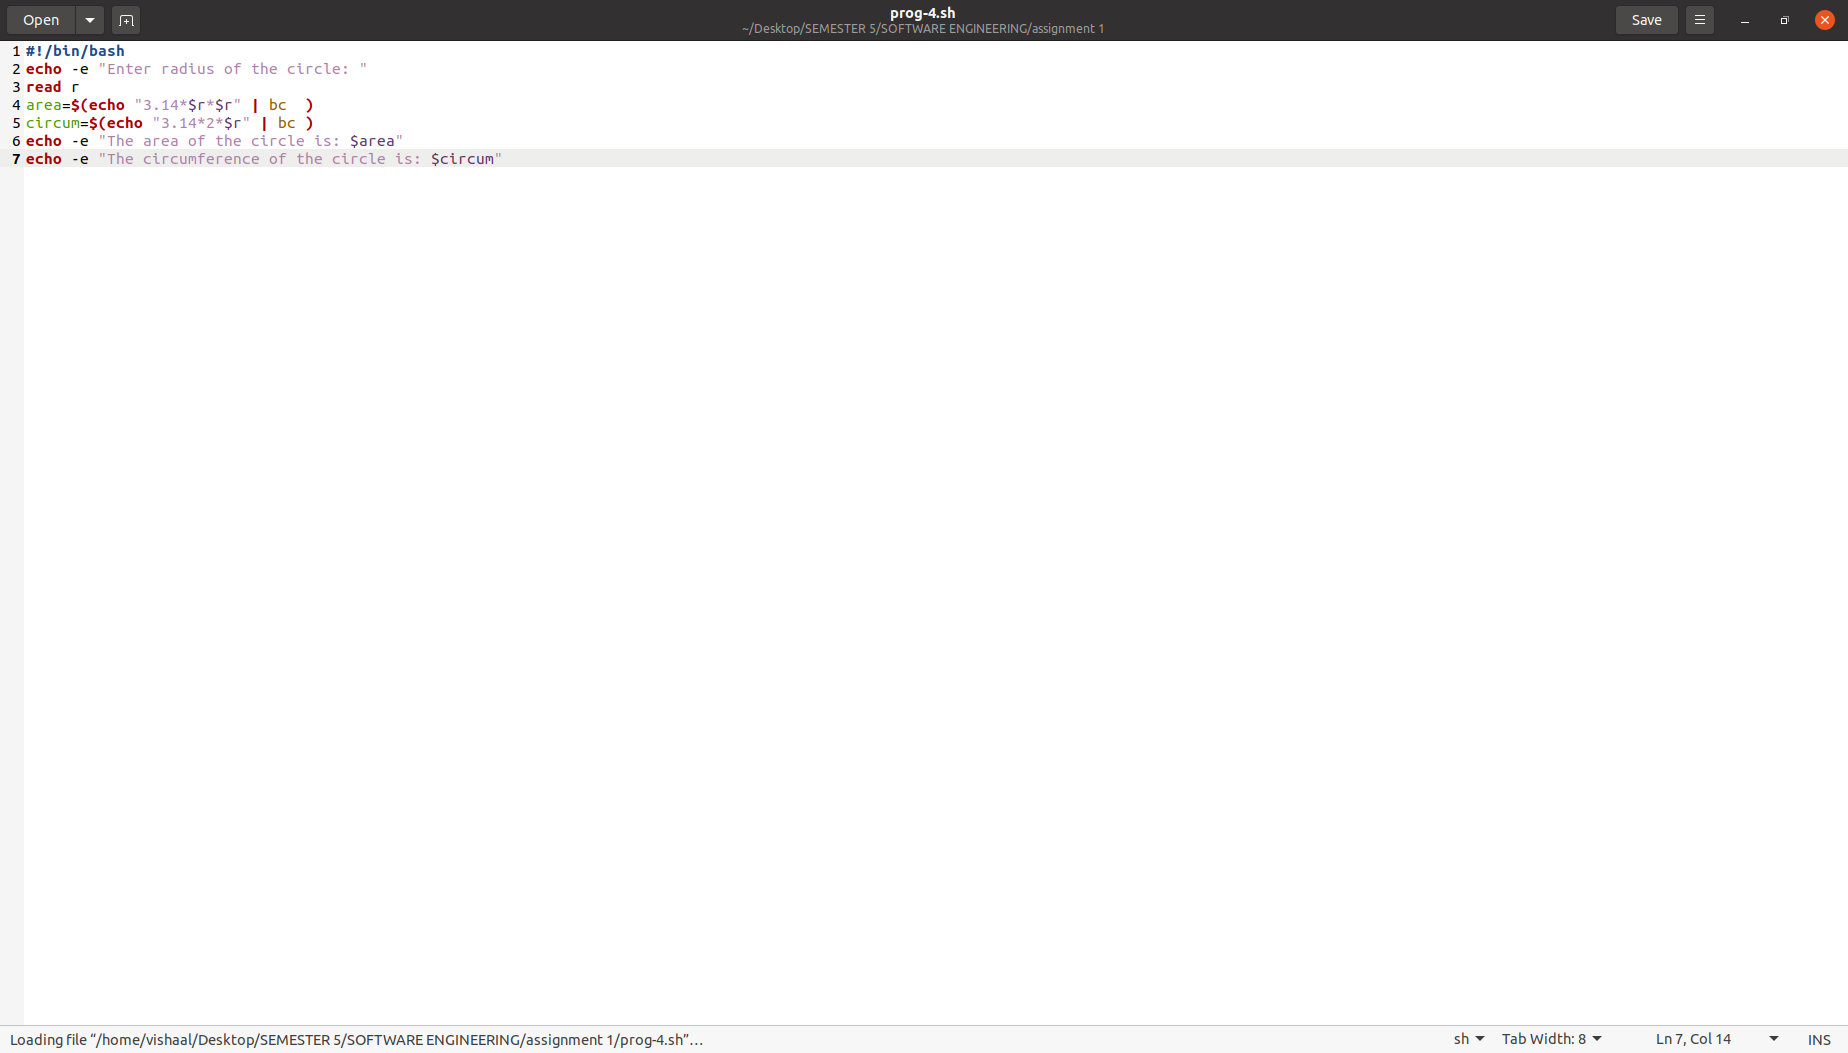 Open
prog-4.sh
~/Desktop/SEMESTER 5/SOFTWARE ENGINEERING/assignment 1
Save
1 #!/bin/bash
2 echo -e "Enter radius of the circle: "
3 read r
4 area=$(echo "3.14*$r*$r" | bc  )
5 circum=$(echo "3.14*2*$r" | bc )
6 echo -e "The area of the circle is: $area"
7 echo -e "The circumference of the circle is: $circum"
Loading file “/home/vishaal/Desktop/SEMESTER 5/SOFTWARE ENGINEERING/assignment 1/prog-4.sh”… sh Tab Width: 8 Ln 7, Col 14 INS